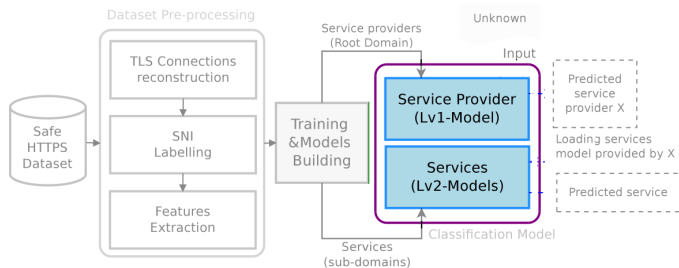 Dataset Pre-processing
TLS Connections
reconstruction
SNI
Labelling
Features
Extraction
Safe
HTTPS
Dataset
Training
&Models
Building
Service providers
(Root Domain)
Services
(sub-domains)
Unknown
Input
Service Provider
(Lv1-Model)
Services
(Lv2-Models)
Classification Model
Predicted
service
provider X
Loading services
model provided by X
Predicted service